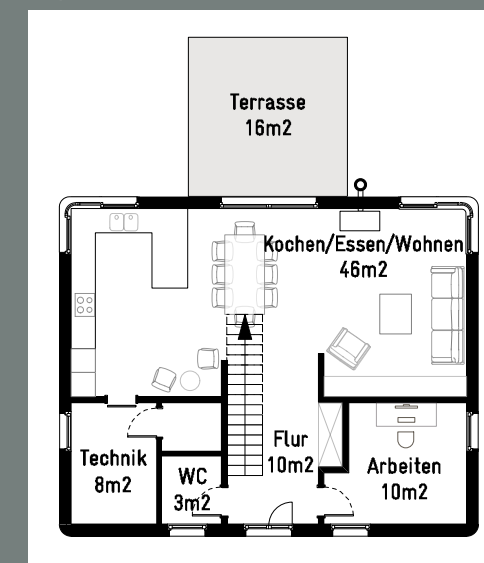 Terrasse
16m2
Kochen/Essen/Wohnen
46m2
Flur
10m2
Technik
8m2
WC
3m2
Arbeiten
10m2